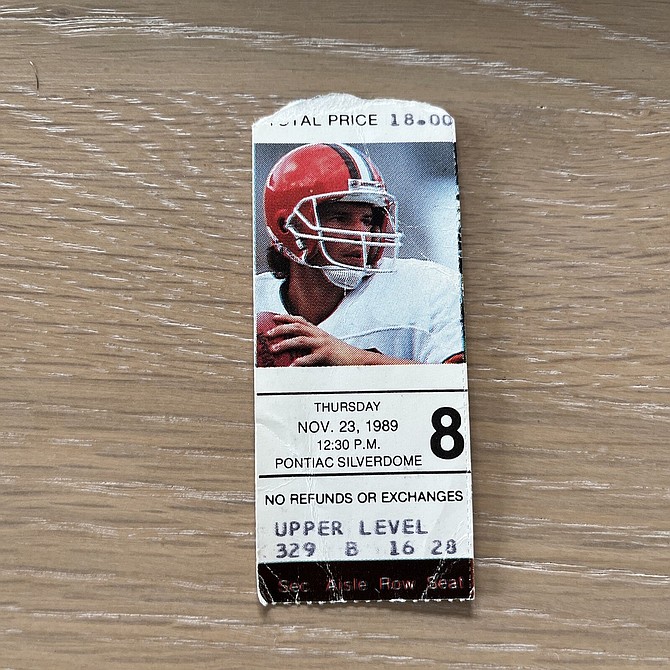 TOTAL PRICE 18.00
THURSDAY
NOV. 23, 1989
12:30 P.M.
PONTIAC SILVERDOME
8
NO REFUNDS OR EXCHANGES
UPPER LEVEL
329 B 16 28
Sec. Aisle Row Seat